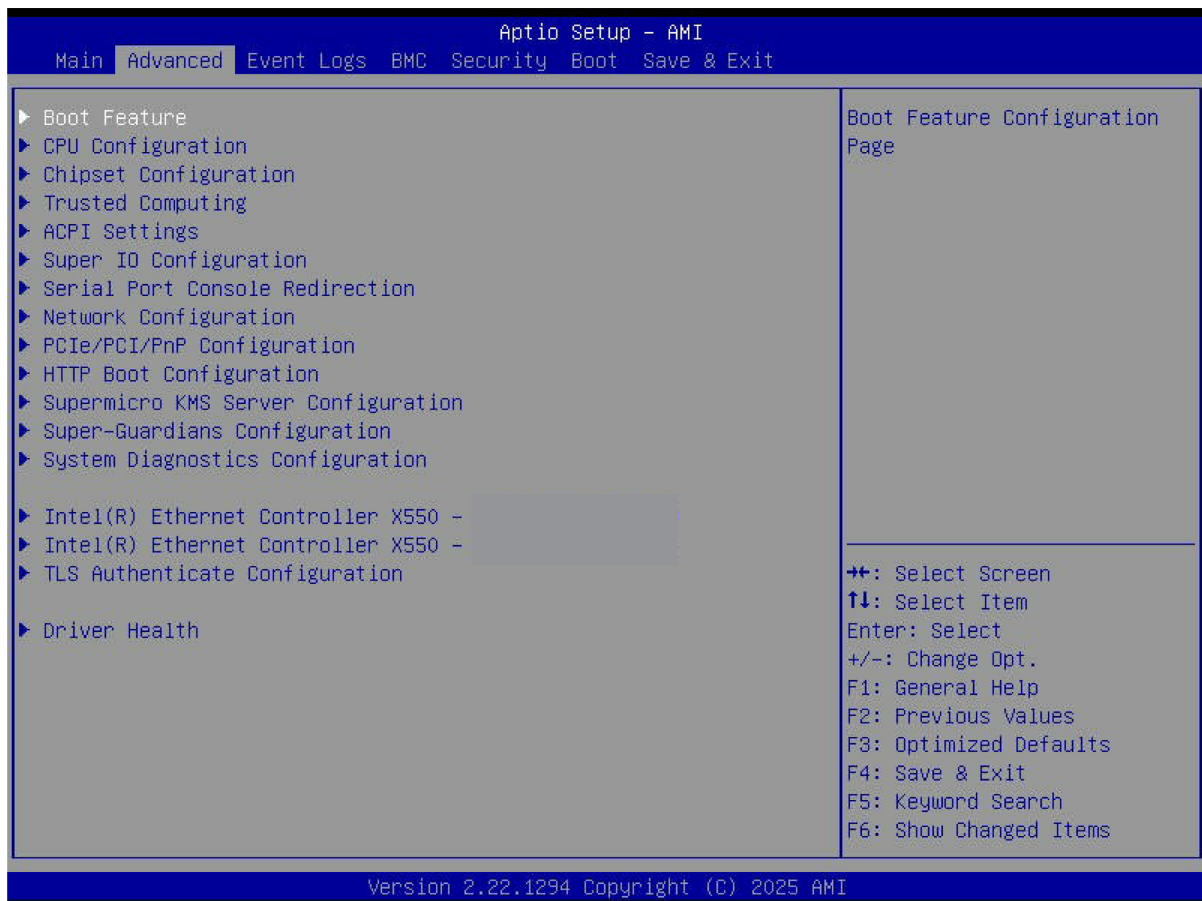 Aptio Setup – AMI
Main Advanced Event Logs BMC Security Boot Save & Exit
▶ Boot Feature
▶ CPU Configuration
▶ Chipset Configuration
▶ Trusted Computing
▶ ACPI Settings
▶ Super IO Configuration
▶ Serial Port Console Redirection
▶ Network Configuration
▶ PCIe/PCI/PnP Configuration
▶ HTTP Boot Configuration
▶ Supermicro KMS Server Configuration
▶ Super-Guardians Configuration
▶ System Diagnostics Configuration
▶ Intel(R) Ethernet Controller X550 –
▶ Intel(R) Ethernet Controller X550 –
▶ TLS Authenticate Configuration
▶ Driver Health
Boot Feature Configuration
Page
→←: Select Screen
↑↓: Select Item
Enter: Select
+/-: Change Opt.
F1: General Help
F2: Previous Values
F3: Optimized Defaults
F4: Save & Exit
F5: Keyword Search
F6: Show Changed Items
Version 2.22.1294 Copyright (C) 2025 AMI